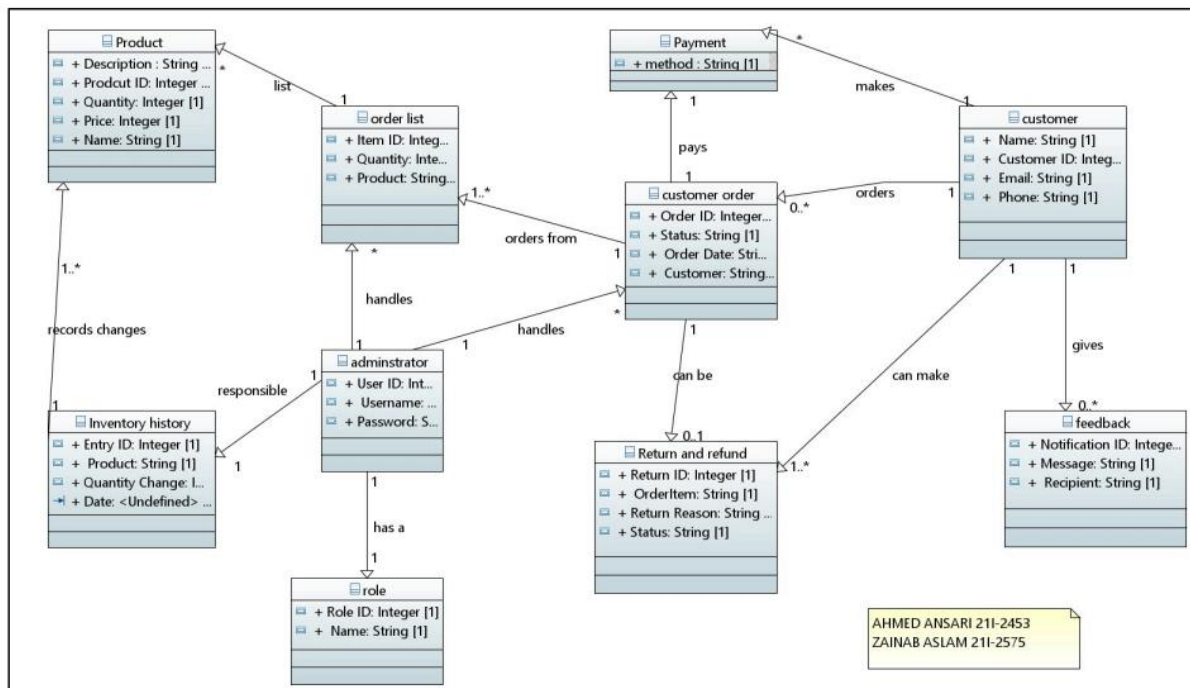 Product
+ Description : String ...
+ Prodcut ID: Integer ...
+ Quantity: Integer [1]
+ Price: Integer [1]
+ Name: String [1]
*
list
1
order list
+ Item ID: Integ...
+ Quantity: Inte...
+ Product: String...
Payment
+ method : String [1]
*
makes
1
1
pays
1
customer
+ Name: String [1]
+ Customer ID: Integ...
+ Email: String [1]
+ Phone: String [1]
customer order
+ Order ID: Integer...
+ Status: String [1]
+ Order Date: Stri...
+ Customer: String...
0..*
orders
1
1..*
orders from
1
1..*
records changes
1
*
handles
1
*
handles
1
adminstrator
+ User ID: Int...
+ Username: ...
+ Password: S...
1
responsible
1
Inventory history
+ Entry ID: Integer [1]
+ Product: String [1]
+ Quantity Change: I...
+ Date: <Undefined> ...
1
has a
1
role
+ Role ID: Integer [1]
+ Name: String [1]
1
can be
0..1
Return and refund
+ Return ID: Integer [1]
+ OrderItem: String [1]
+ Return Reason: String ...
+ Status: String [1]
1
can make
1..*
1
gives
0..*
feedback
+ Notification ID: Intege...
+ Message: String [1]
+ Recipient: String [1]
AHMED ANSARI 21I-2453
ZAINAB ASLAM 21I-2575